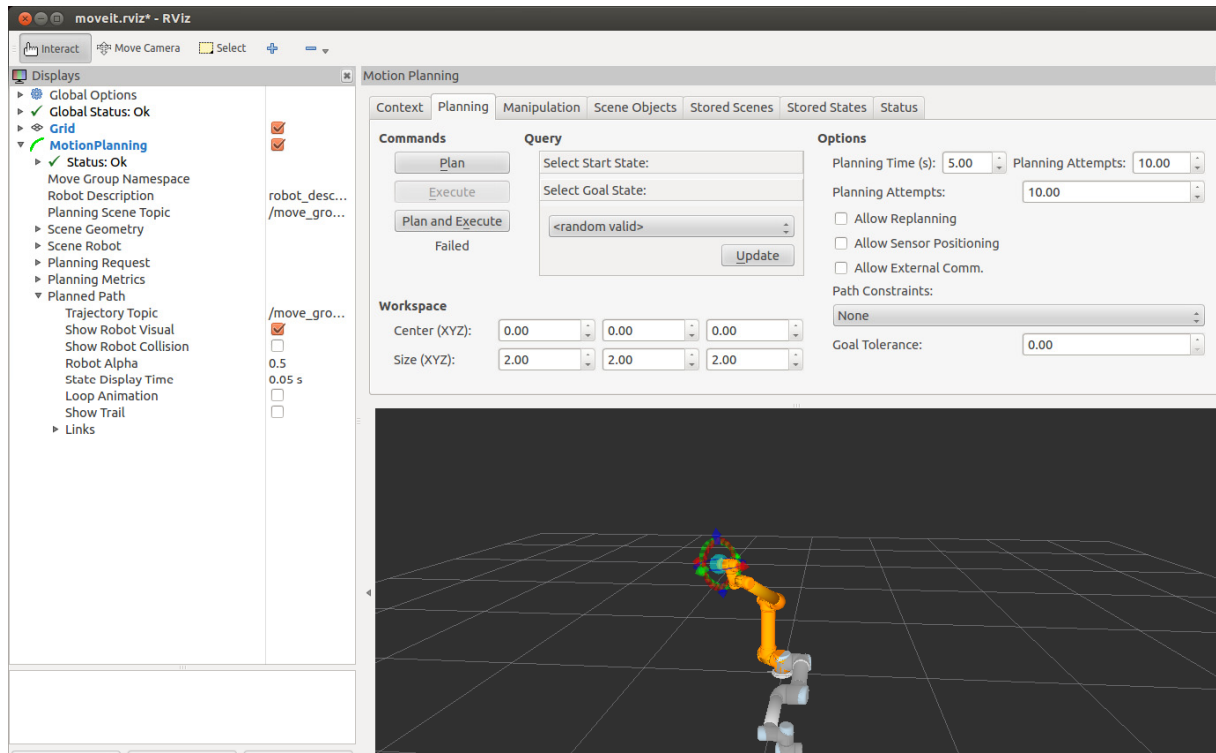 moveit.rviz* - RViz
Interact Move Camera Select
Displays
Global Options
Global Status: Ok
Grid
MotionPlanning
Status: Ok
Move Group Namespace
Robot Description robot_desc...
Planning Scene Topic /move_gro...
Scene Geometry
Scene Robot
Planning Request
Planning Metrics
Planned Path
Trajectory Topic /move_gro...
Show Robot Visual
Show Robot Collision
Robot Alpha 0.5
State Display Time 0.05 s
Loop Animation
Show Trail
Links
Motion Planning
Context Planning Manipulation Scene Objects Stored Scenes Stored States Status
Commands
Plan
Execute
Plan and Execute
Failed
Query
Select Start State:
Select Goal State:
<random valid>
Update
Options
Planning Time (s): 5.00 Planning Attempts: 10.00
Planning Attempts: 10.00
Allow Replanning
Allow Sensor Positioning
Allow External Comm.
Path Constraints:
None
Goal Tolerance: 0.00
Workspace
Center (XYZ): 0.00 0.00 0.00
Size (XYZ): 2.00 2.00 2.00